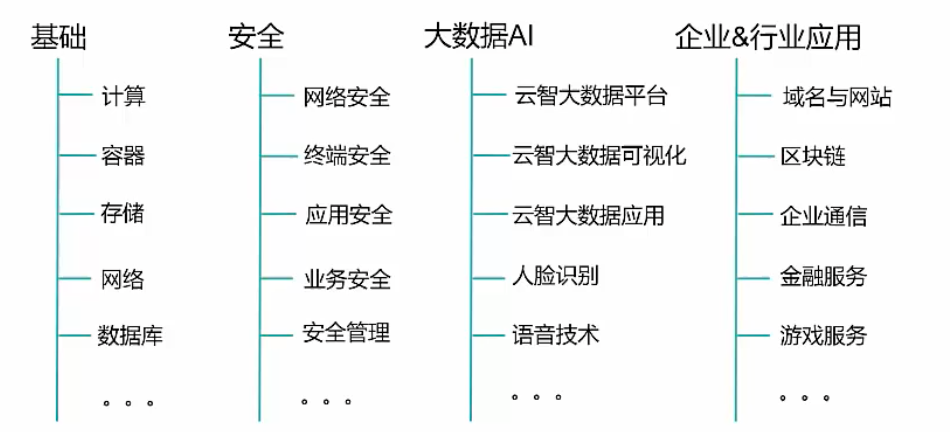 基础
计算
容器
存储
网络
数据库
。。。
安全
网络安全
终端安全
应用安全
业务安全
安全管理
。。。
大数据AI
云智大数据平台
云智大数据可视化
云智大数据应用
人脸识别
语音技术
。。。
企业&行业应用
域名与网站
区块链
企业通信
金融服务
游戏服务
。。。